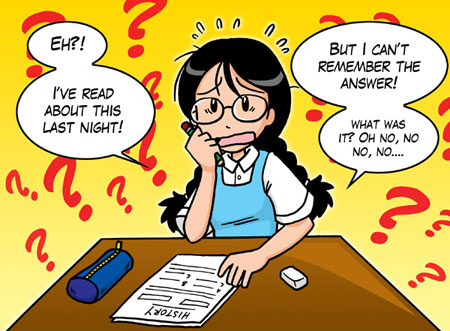 EH?!
I'VE READ
ABOUT THIS
LAST NIGHT!
BUT I CAN'T
REMEMBER THE
ANSWER!
WHAT WAS
IT? OH NO, NO
NO, NO....
HISTORY